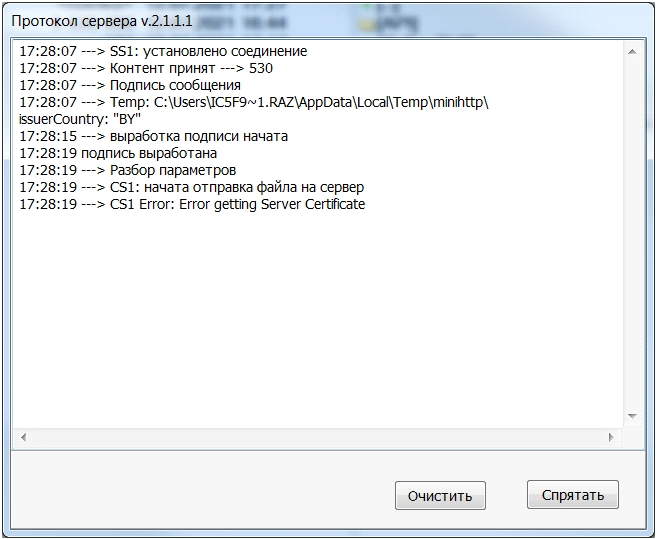 Протокол сервера v.2.1.1.1
17:28:07 ---> SS1: установлено соединение
17:28:07 ---> Контент принят ---> 530
17:28:07 ---> Подпись сообщения
17:28:07 ---> Temp: C:\Users\IC5F9~1.RAZ\AppData\Local\Temp\minihttp\
issuerCountry: "BY"
17:28:15 ---> выработка подписи начата
17:28:19 подпись выработана
17:28:19 ---> Разбор параметров
17:28:19 ---> CS1: начата отправка файла на сервер
17:28:19 ---> CS1 Error: Error getting Server Certificate
Очистить
Спрятать